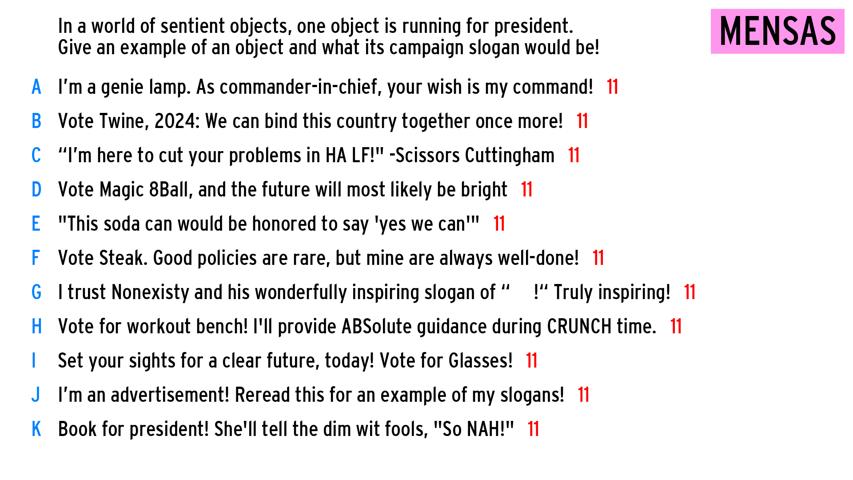 In a world of sentient objects, one object is running for president.
Give an example of an object and what its campaign slogan would be!
MENSAS
A I'm a genie lamp. As commander-in-chief, your wish is my command! 11
B Vote Twine, 2024: We can bind this country together once more! 11
C “I'm here to cut your problems in HA LF!" -Scissors Cuttingham 11
D Vote Magic 8Ball, and the future will most likely be bright 11
E "This soda can would be honored to say 'yes we can'" 11
F Vote Steak. Good policies are rare, but mine are always well-done! 11
G I trust Nonexisty and his wonderfully inspiring slogan of “ !“ Truly inspiring! 11
H Vote for workout bench! I'll provide ABSolute guidance during CRUNCH time. 11
I Set your sights for a clear future, today! Vote for Glasses! 11
J I'm an advertisement! Reread this for an example of my slogans! 11
K Book for president! She'll tell the dim wit fools, "So NAH!" 11